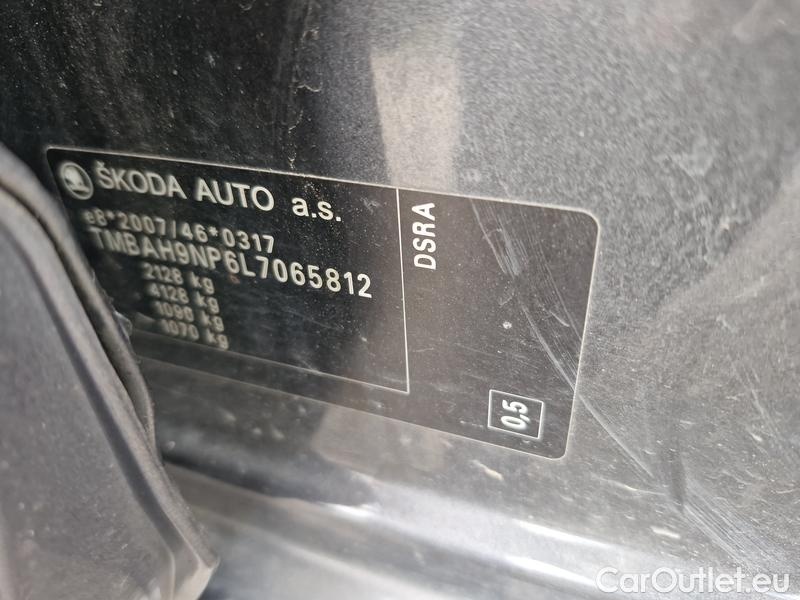 ŠKODA AUTO a.s.
e8*2007/46*0317
TMBAH9NP6L7065812
2128 kg
4128 kg
1090 kg
1070 kg
DSRA
0,5
CarOutlet.eu